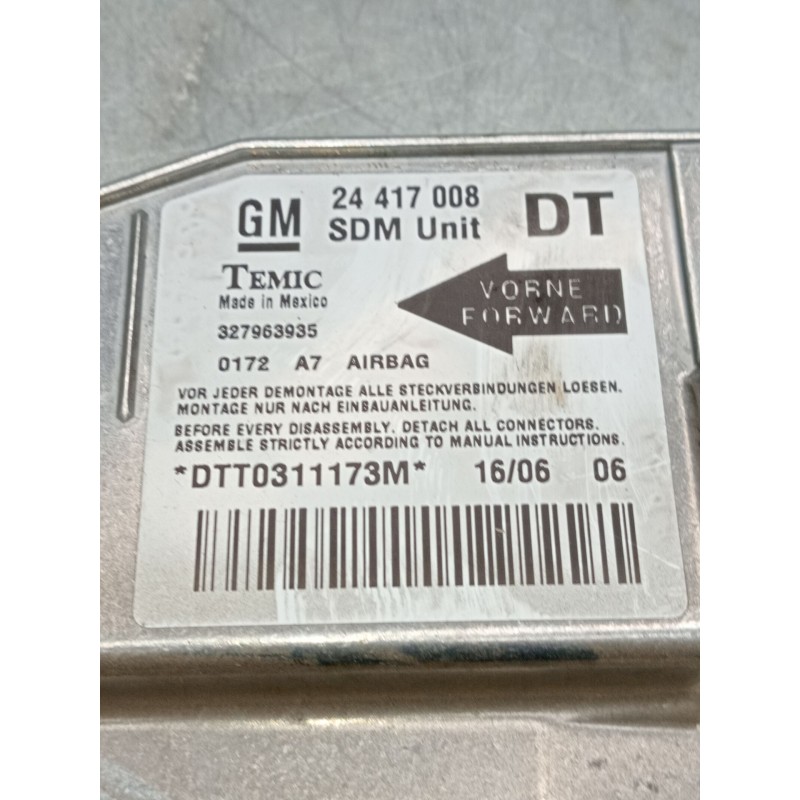 GM 24 417 008 DT
SDM Unit
TEMIC
Made in Mexico
VORNE
FORWARD
327963935
0172 A7 AIRBAG
VOR JEDER DEMONTAGE ALLE STECKVERBINDUNGEN LOESEN.
MONTAGE NUR NACH EINBAUANLEITUNG.
BEFORE EVERY DISASSEMBLY, DETACH ALL CONNECTORS.
ASSEMBLE STRICTLY ACCORDING TO MANUAL INSTRUCTIONS.
*DTT0311173M* 16/06 06